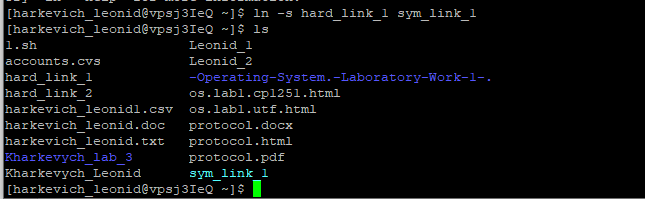 [harkevich_leonid@vpsj3IeQ ~]$ ln -s hard_link_1 sym_link_1
[harkevich_leonid@vpsj3IeQ ~]$ ls
1.sh Leonid_1
accounts.cvs Leonid_2
hard_link_1 -Operating-System.-Laboratory-Work-1-.
hard_link_2 os.lab1.cp1251.html
harkevich_leonid1.csv os.lab1.utf.html
harkevich_leonid.doc protocol.docx
harkevich_leonid.txt protocol.html
Kharkevych_lab_3 protocol.pdf
Kharkevych_Leonid sym_link_1
[harkevich_leonid@vpsj3IeQ ~]$